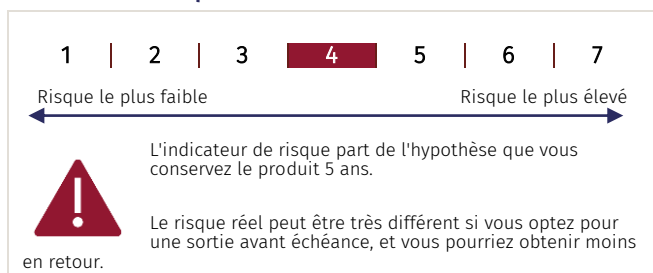 1 | 2 | 3 | 4 | 5 | 6 | 7
Risque le plus faible Risque le plus élevé
L'indicateur de risque part de l'hypothèse que vous
conservez le produit 5 ans.
Le risque réel peut être très différent si vous optez pour
une sortie avant échéance, et vous pourriez obtenir moins
en retour.